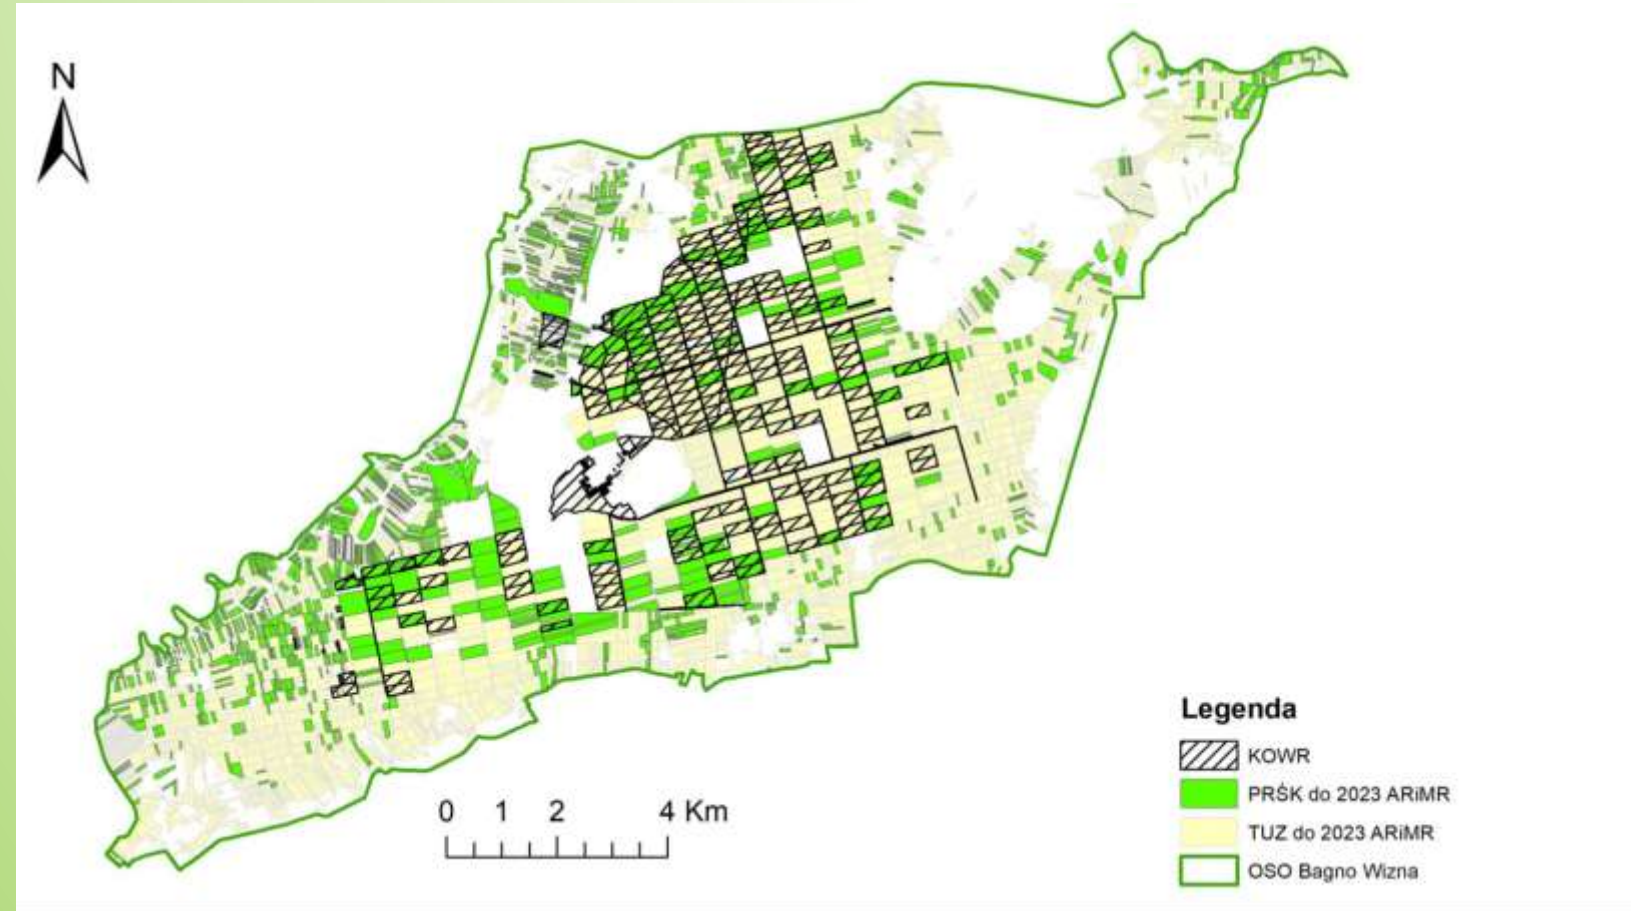 N
0 1 2 4 Km
Legenda
KOWR
PRŚK do 2023 ARiMR
TUZ do 2023 ARiMR
OSO Bagno Wizna